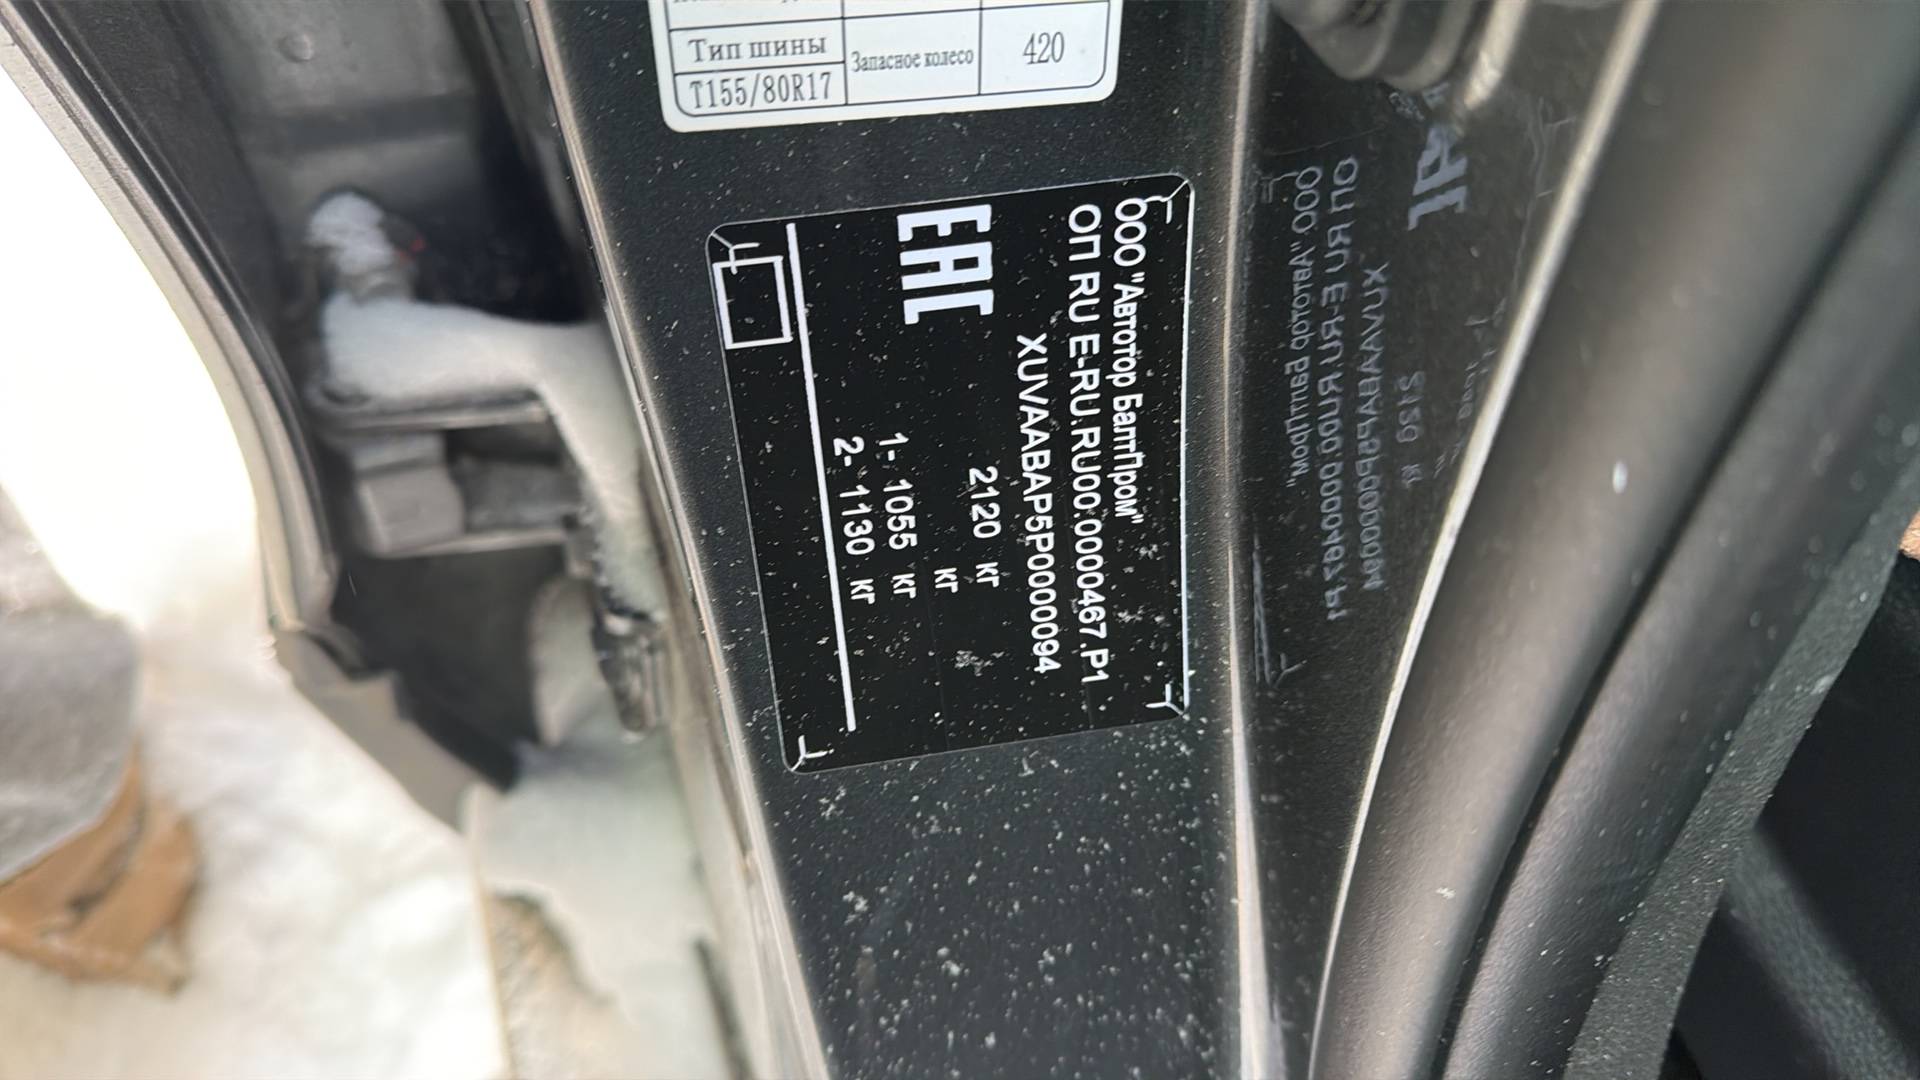 Тип шины
Запасное колесо
420
T155/80R17
ООО "Автотор БалтПром"
ОП RU E-RU.RU00.0000467.P1
XUVAABAP5P0000094
EAC
2120 кг
кг
1- 1055 кг
2- 1130 кг